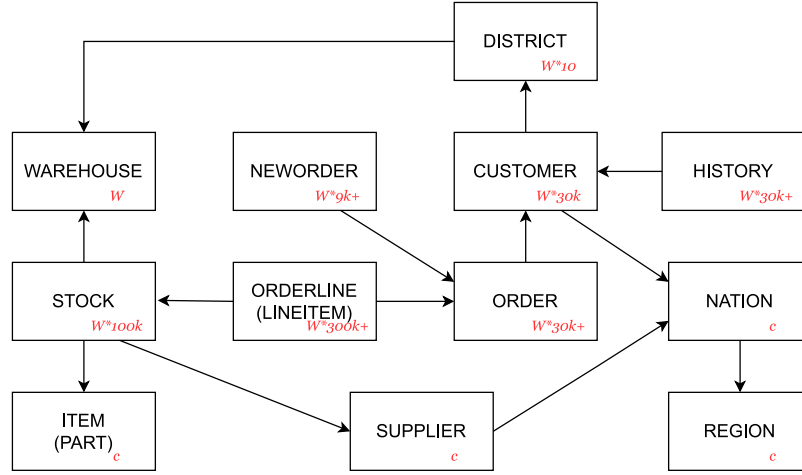 DISTRICT
W*10
WAREHOUSE
W
NEWORDER
W*9k+
CUSTOMER
W*30k
HISTORY
W*30k+
STOCK
W*100k
ORDERLINE
(LINEITEM)
W*300k+
ORDER
W*30k+
NATION
c
ITEM
(PART)
c
SUPPLIER
c
REGION
c